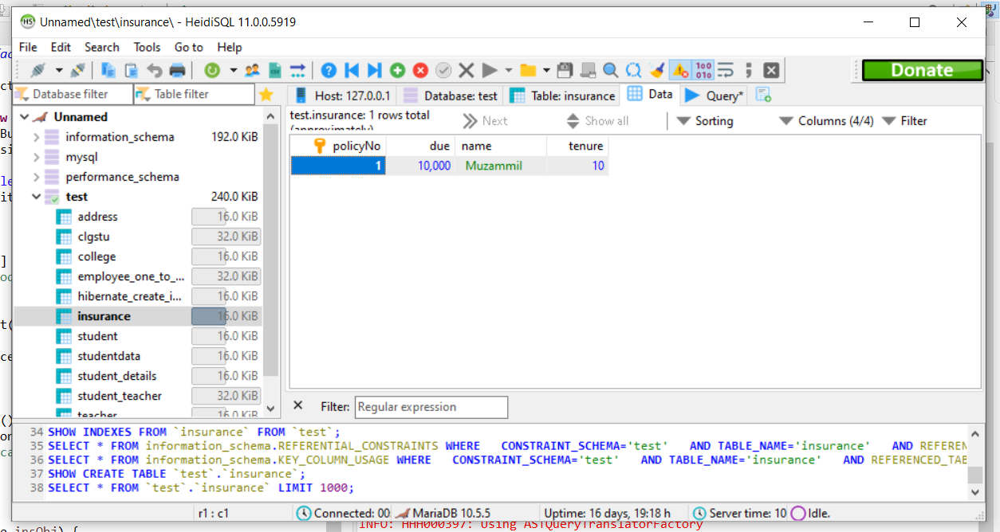 Unnamed\test\insurance\ - HeidiSQL 11.0.0.5919
File Edit Search Tools Go to Help
Donate
Database filter Table filter
Host: 127.0.0.1 Database: test Table: insurance Data Query*
test.insurance: 1 rows total (approximately)
Next Show all Sorting Columns (4/4) Filter
Unnamed
information_schema 192.0 KiB
mysql
performance_schema
test 240.0 KiB
address 16.0 KiB
clgstu 32.0 KiB
college 16.0 KiB
employee_one_to_... 32.0 KiB
hibernate_create_i... 16.0 KiB
insurance 16.0 KiB
student 16.0 KiB
studentdata 16.0 KiB
student_details 16.0 KiB
student_teacher 32.0 KiB
teacher 16.0 KiB
policyNo due name tenure
1 10,000 Muzammil 10
Filter: Regular expression
34 SHOW INDEXES FROM `insurance` FROM `test`;
35 SELECT * FROM information_schema.REFERENTIAL_CONSTRAINTS WHERE CONSTRAINT_SCHEMA='test' AND TABLE_NAME='insurance' AND REFEREN
36 SELECT * FROM information_schema.KEY_COLUMN_USAGE WHERE CONSTRAINT_SCHEMA='test' AND TABLE_NAME='insurance' AND REFERENCED_TAB
37 SHOW CREATE TABLE `test`.`insurance`;
38 SELECT * FROM `test`.`insurance` LIMIT 1000;
r1 : c1 Connected: 00 MariaDB 10.5.5 Uptime: 16 days, 19:18 h Server time: 10 Idle.
INFO: HHH000397: Using ASTQueryTranslatorFactory